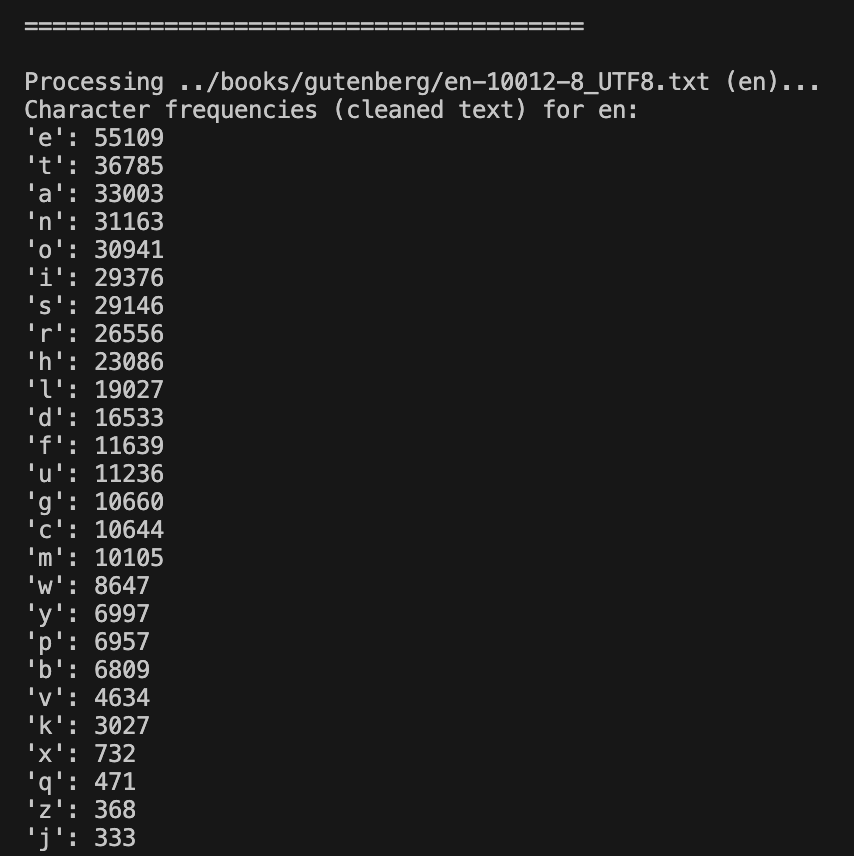 ========================================
Processing ../books/gutenberg/en-10012-8_UTF8.txt (en)...
Character frequencies (cleaned text) for en:
'e': 55109
't': 36785
'a': 33003
'n': 31163
'o': 30941
'i': 29376
's': 29146
'r': 26556
'h': 23086
'l': 19027
'd': 16533
'f': 11639
'u': 11236
'g': 10660
'c': 10644
'm': 10105
'w': 8647
'y': 6997
'p': 6957
'b': 6809
'v': 4634
'k': 3027
'x': 732
'q': 471
'z': 368
'j': 333